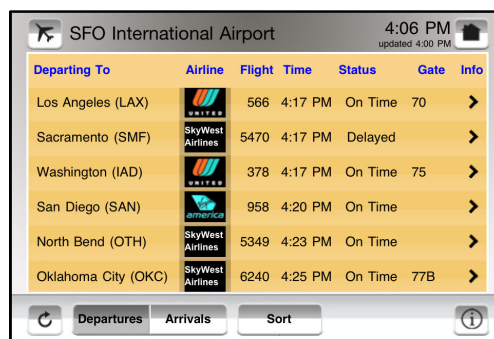 SFO International Airport 4:06 PM
updated 4:00 PM
Departing To Airline Flight Time Status Gate Info
Los Angeles (LAX) UNITED 566 4:17 PM On Time 70
Sacramento (SMF) SkyWest Airlines 5470 4:17 PM Delayed
Washington (IAD) UNITED 378 4:17 PM On Time 75
San Diego (SAN) america 958 4:20 PM On Time
North Bend (OTH) SkyWest Airlines 5349 4:23 PM On Time
Oklahoma City (OKC) SkyWest Airlines 6240 4:25 PM On Time 77B
Departures Arrivals Sort